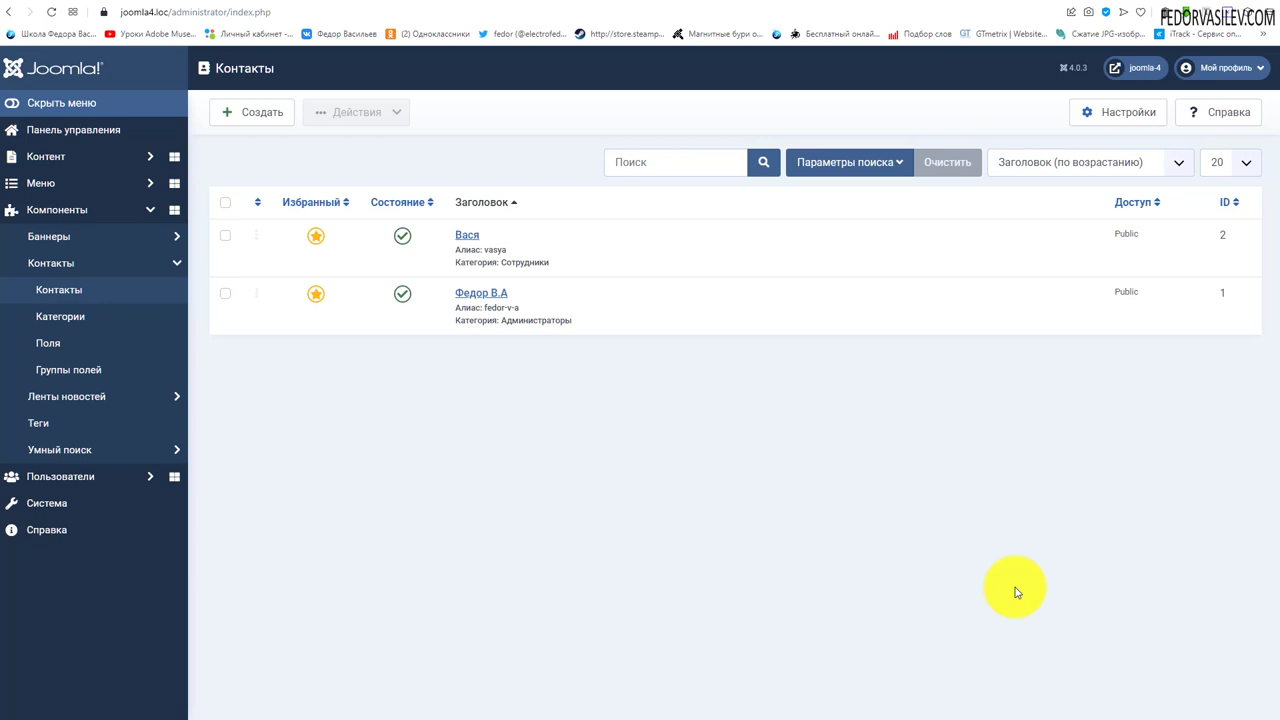 joomla4.loc/administrator/index.php
FEDORVASILEV.COM
Школа Федора Вас...
Уроки Adobe Muse...
Личный кабинет -...
Федор Васильев
(2) Одноклассники
fedor (@electrofed...
http://store.steamp...
Магнитные бури о...
Бесплатный онлай...
Подбор слов
GTmetrix | Website...
Сжатие JPG-изобр...
iTrack - Сервис оп...
Joomla!
Контакты
4.0.3
joomla-4
Мой профиль
Скрыть меню
Панель управления
Контент
Меню
Компоненты
Баннеры
Контакты
Контакты
Категории
Поля
Группы полей
Ленты новостей
Теги
Умный поиск
Пользователи
Система
Справка
Создать
Действия
Настройки
? Справка
Поиск
Параметры поиска
Очистить
Заголовок (по возрастанию)
20
Избранный
Состояние
Заголовок
Доступ
ID
Вася
Алиас: vasya
Категория: Сотрудники
Public
2
Федор В.А
Алиас: fedor-v-a
Категория: Администраторы
Public
1